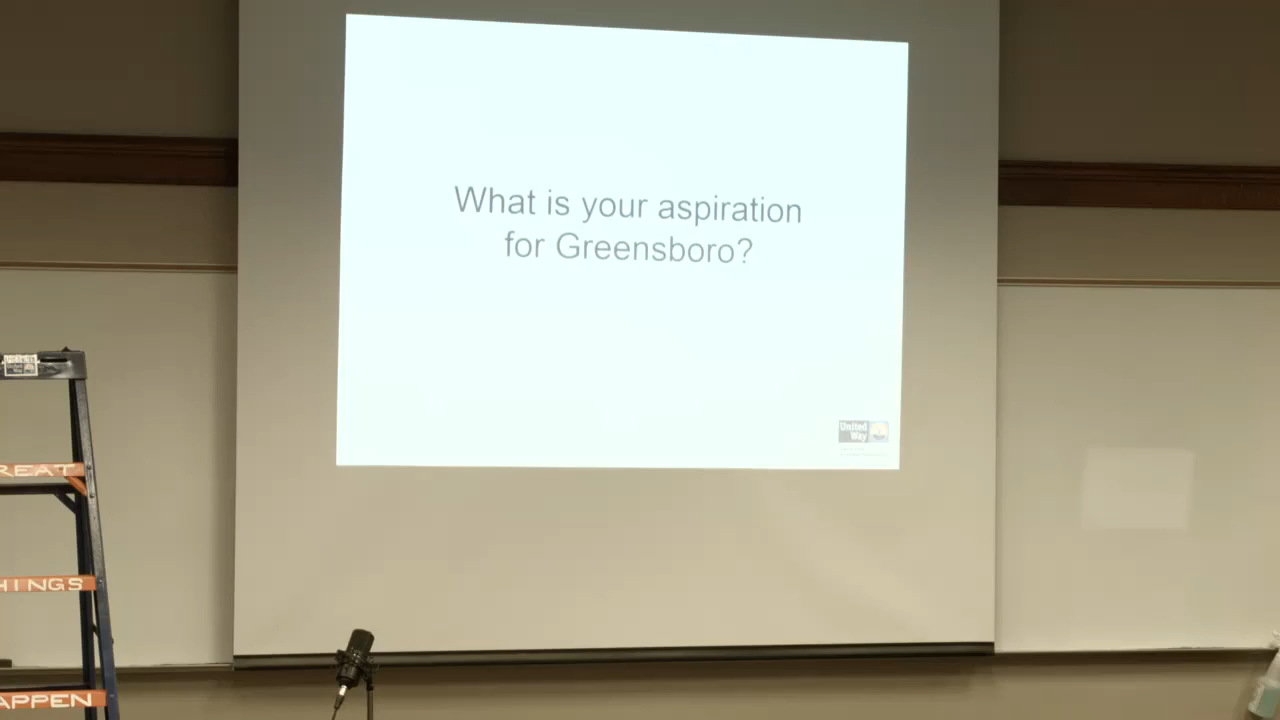 What is your aspiration
for Greensboro?
United
Way
REAT
HINGS
APPEN